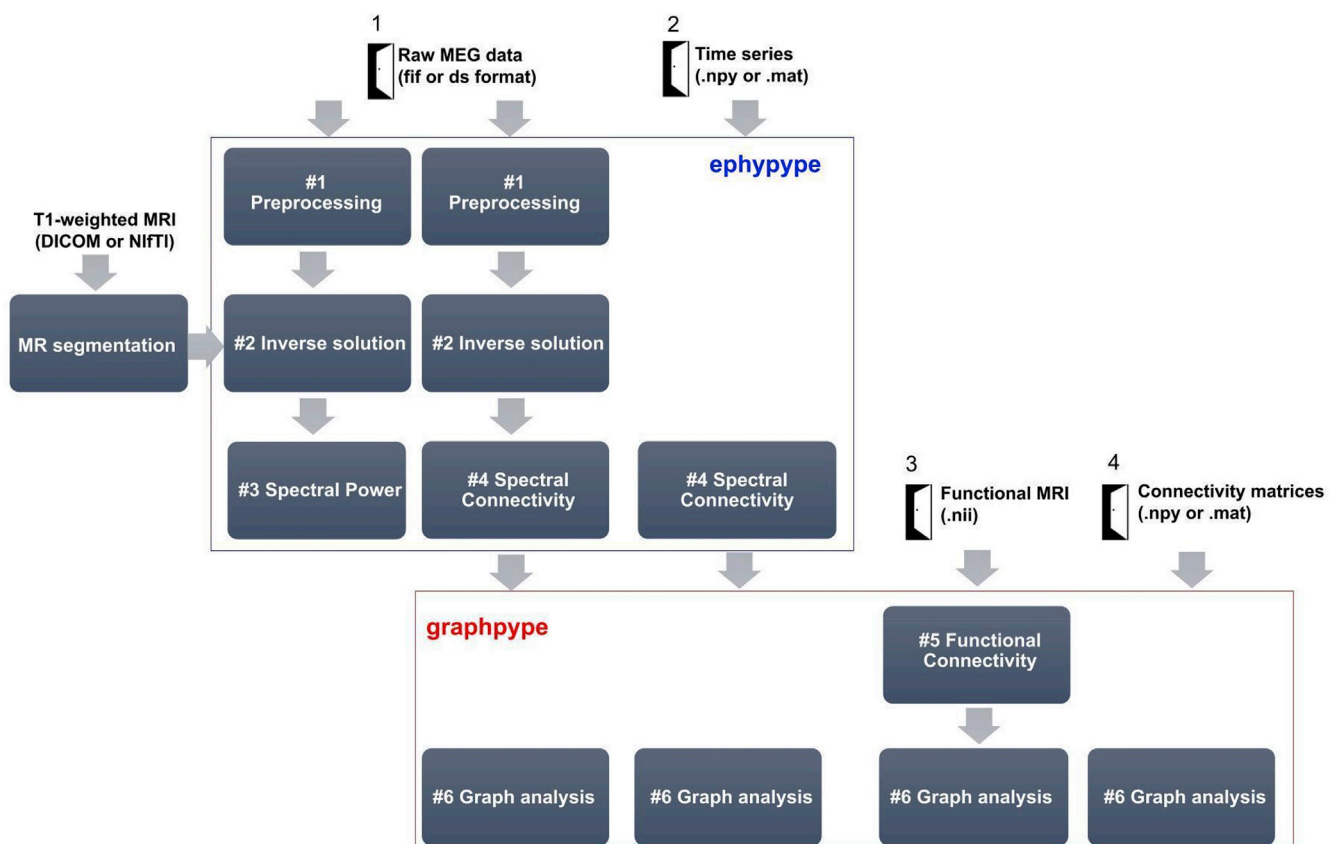 1
Raw MEG data
(fif or ds format)
2
Time series
(.npy or .mat)
ephypype
#1
Preprocessing
#1
Preprocessing
T1-weighted MRI
(DICOM or NIfTI)
MR segmentation
#2 Inverse solution
#2 Inverse solution
#3 Spectral Power
#4 Spectral
Connectivity
#4 Spectral
Connectivity
3
Functional MRI
(.nii)
4
Connectivity matrices
(.npy or .mat)
graphpype
#5 Functional
Connectivity
#6 Graph analysis
#6 Graph analysis
#6 Graph analysis
#6 Graph analysis